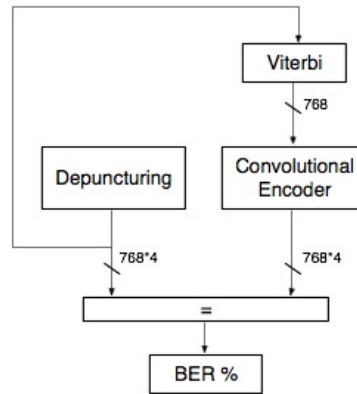 Viterbi
768
Depuncturing
Convolutional
Encoder
768*4
768*4
=
BER %